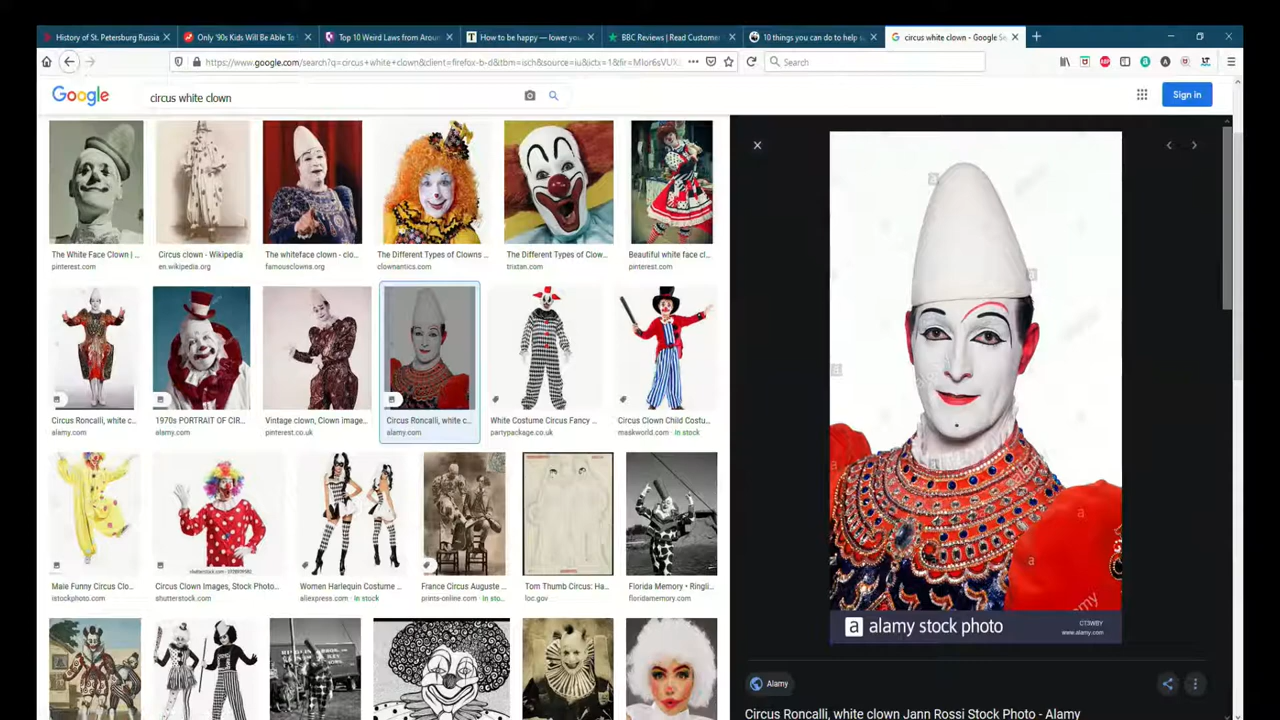 History of St. Petersburg Russia
Only '90s Kids Will Be Able To
Top 10 Weird Laws from Arou
How to be happy — lower you
BBC Reviews | Read Customer
10 things you can do to help
circus white clown - Google Se
Search
Google
circus white clown
Sign in
The White Face Clown | ...
Circus clown - Wikipedia
The whiteface clown - clo...
The Different Types of Clowns ...
The Different Types of Clow...
Beautiful white face cl...
pinterest.com
en.wikipedia.org
famousclowns.org
clownantics.com
tristan.com
pinterest.com
Circus Roncalli, white c...
1970s PORTRAIT OF CIR...
Vintage clown, Clown image...
Circus Roncalli, white c...
White Costume Circus Fancy ...
Circus Clown Child Costu...
alamy.com
alamy.com
pinterest.co.uk
alamy.com
partypackage.co.uk
maskworld.com · In stock
Male Funny Circus Clo...
Circus Clown Images, Stock Photo...
Women Harlequin Costume ...
France Circus Auguste ...
Tom Thumb Circus: Ha...
Florida Memory • Ringli...
istockphoto.com
shutterstock.com
aliexpress.com · In stock
prints-online.com · In sto...
loc.gov
floridamemory.com
a alamy stock photo
CT3WBY
www.alamy.com
Alamy
Circus Roncalli, white clown Jann Rossi Stock Photo - Alamy